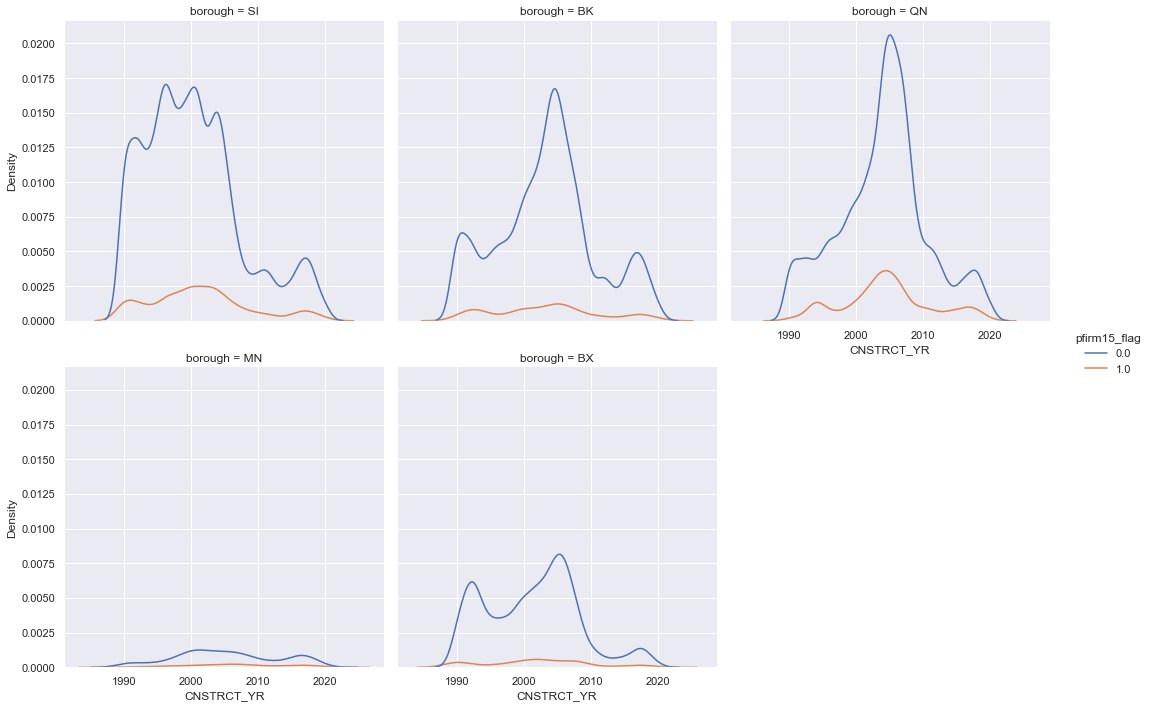 borough = SI
borough = BK
borough = QN
0.0200
0.0175
0.0150
0.0125
0.0100
0.0075
0.0050
0.0025
0.0000
Density
1990
2000
2010
2020
CNSTRCT_YR
pfirm15_flag
0.0
1.0
borough = MN
borough = BX
0.0200
0.0175
0.0150
0.0125
0.0100
0.0075
0.0050
0.0025
0.0000
Density
1990
2000
2010
2020
CNSTRCT_YR
1990
2000
2010
2020
CNSTRCT_YR